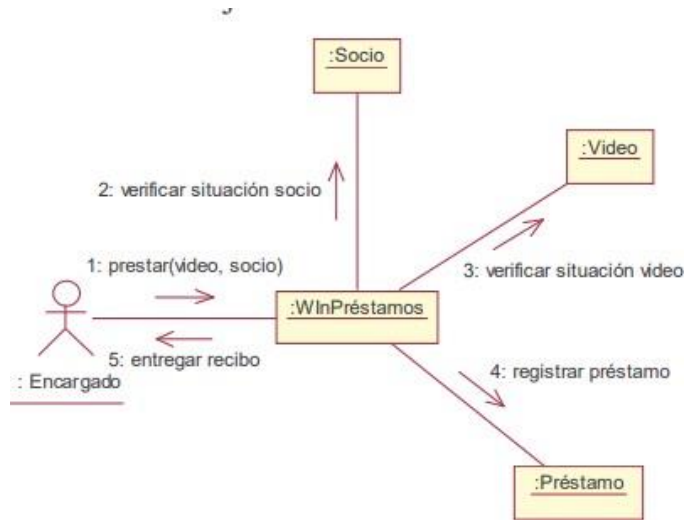 :Socio
:Video
2: verificar situación socio
1: prestar(video, socio)
3: verificar situación video
:WInPréstamos
5: entregar recibo
4: registrar préstamo
: Encargado
:Préstamo